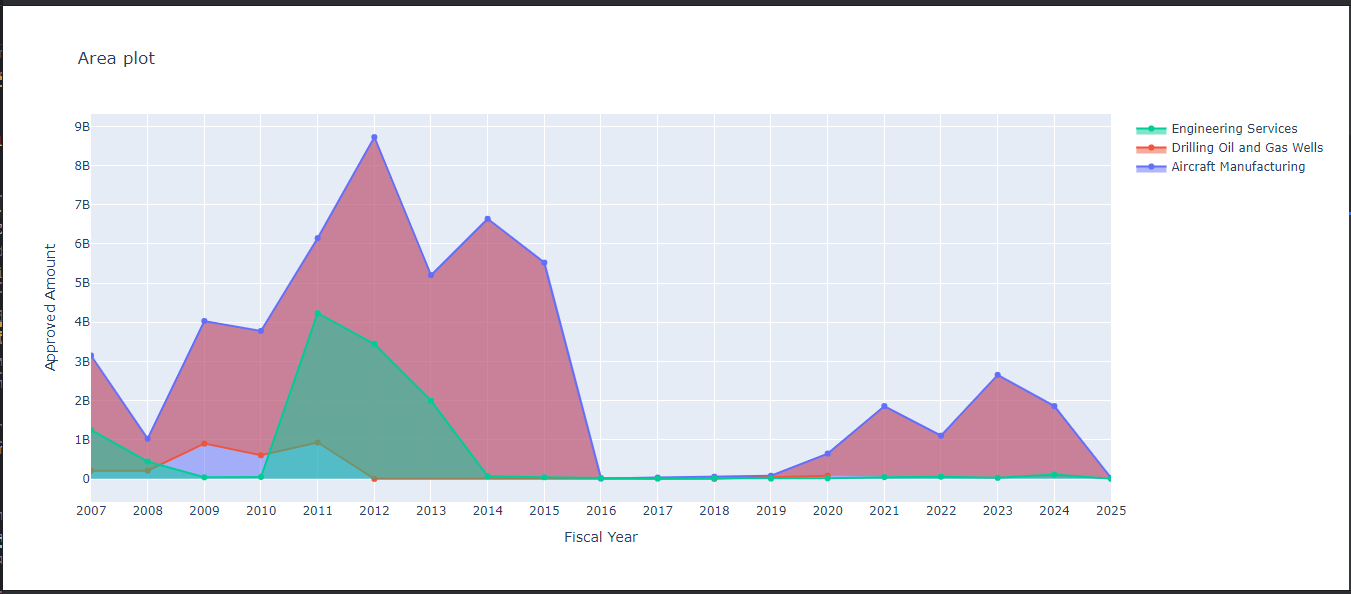 Area plot
Engineering Services
Drilling Oil and Gas Wells
Aircraft Manufacturing
9B
8B
7B
6B
5B
4B
3B
2B
1B
0
Approved Amount
2007 2008 2009 2010 2011 2012 2013 2014 2015 2016 2017 2018 2019 2020 2021 2022 2023 2024 2025
Fiscal Year